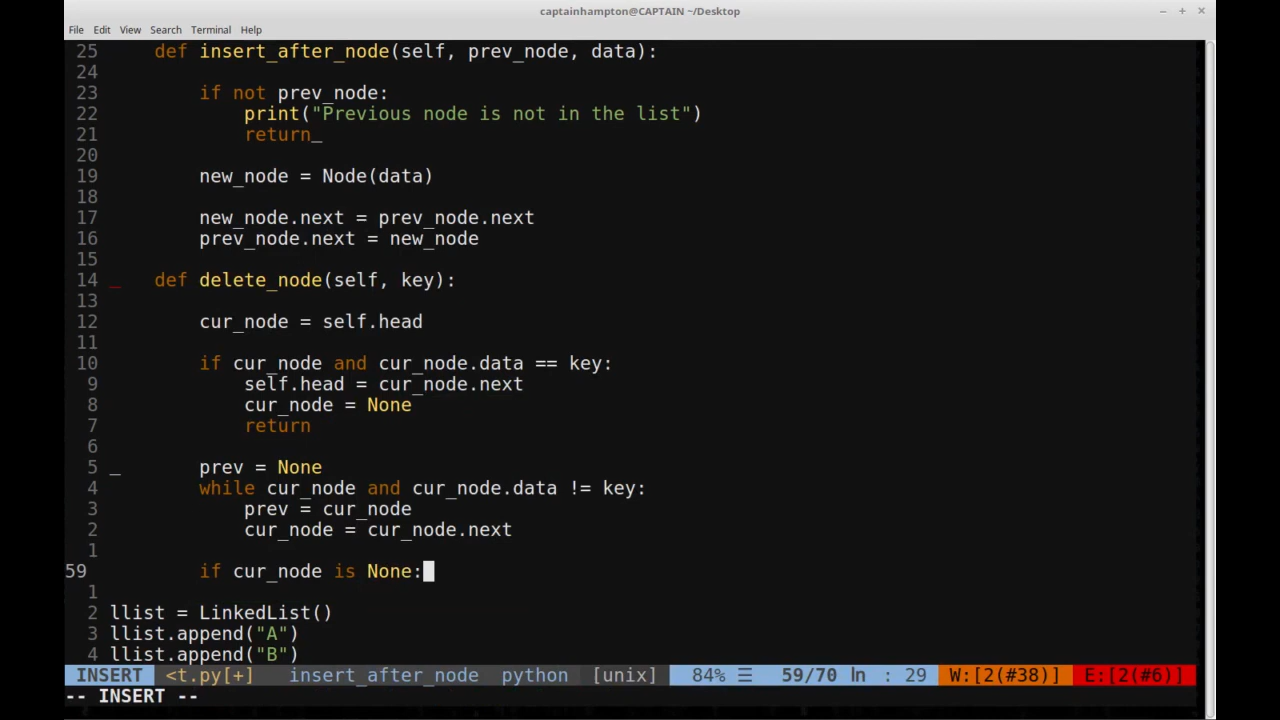 captainhampton@CAPTAIN ~/Desktop
File Edit View Search Terminal Help
25 def insert_after_node(self, prev_node, data):
24
23 if not prev_node:
22 print("Previous node is not in the list")
21 return_
20
19 new_node = Node(data)
18
17 new_node.next = prev_node.next
16 prev_node.next = new_node
15
14 _ def delete_node(self, key):
13
12 cur_node = self.head
11
10 if cur_node and cur_node.data == key:
9 self.head = cur_node.next
8 cur_node = None
7 return
6
5 _ prev = None
4 while cur_node and cur_node.data != key:
3 prev = cur_node
2 cur_node = cur_node.next
1
59 if cur_node is None:
1
2 llist = LinkedList()
3 llist.append("A")
4 llist.append("B")
INSERT <t.py[+] insert_after_node python [unix] 84% ☰ 59/70 ln : 29 W:[2(#38)] E:[2(#6)]
-- INSERT --